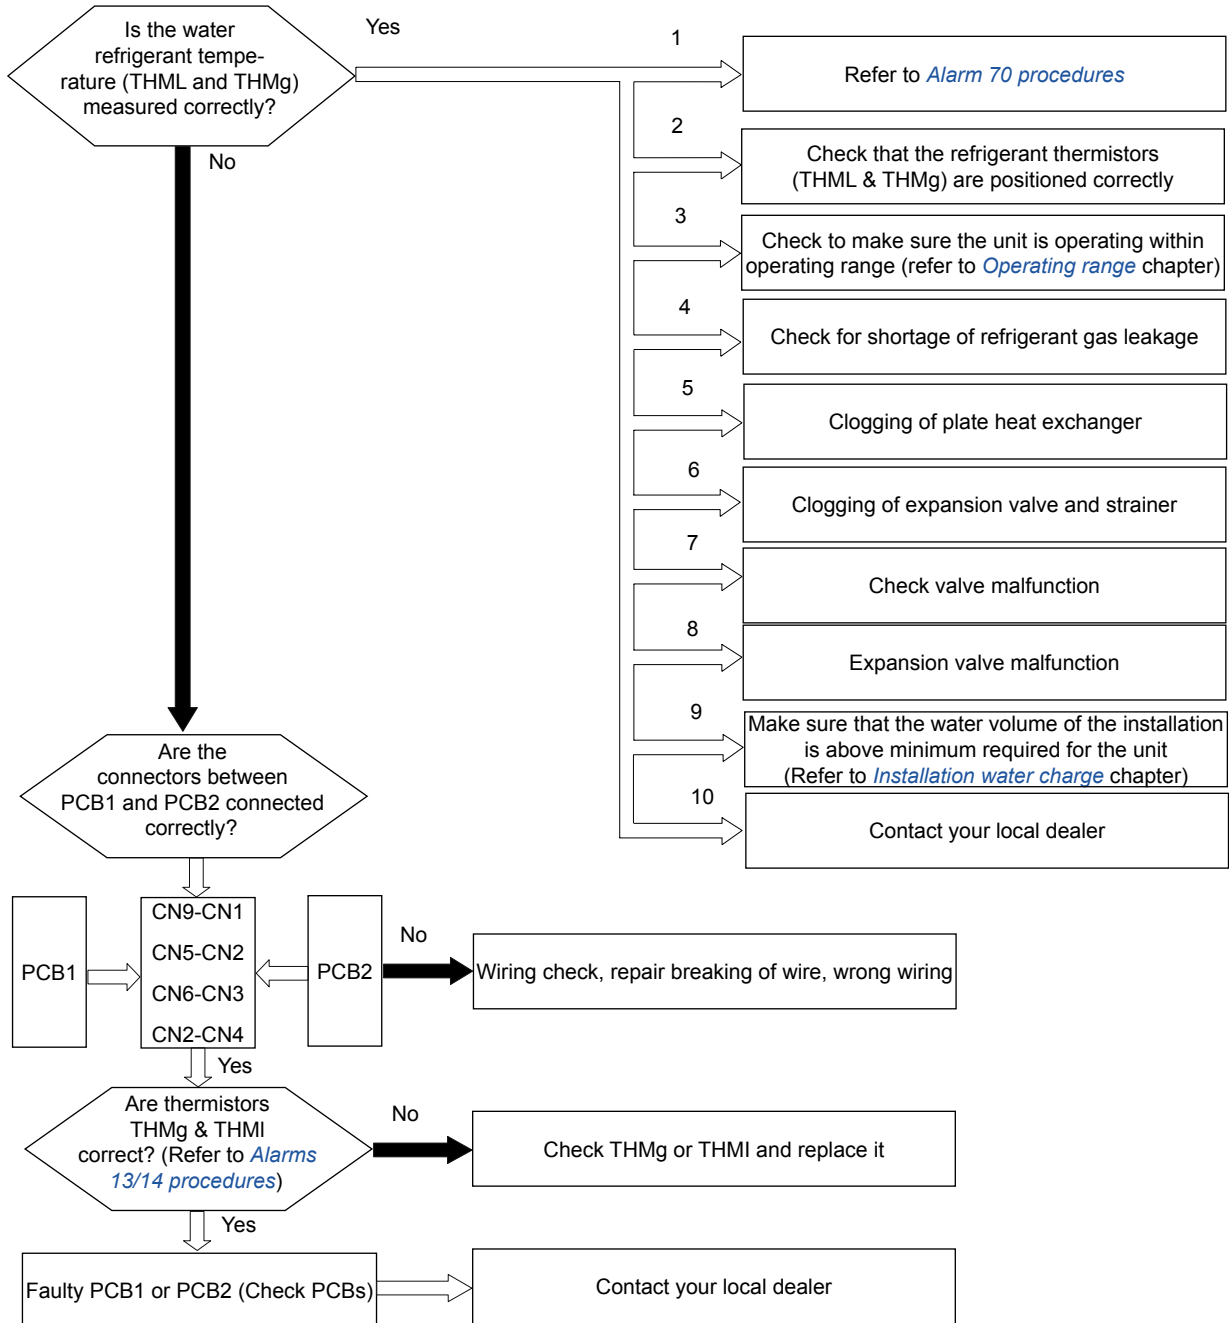 Is the water
refrigerant tempe-
rature (THML and THMg)
measured correctly?
Yes
No
1
Refer to Alarm 70 procedures
2
Check that the refrigerant thermistors
(THML & THMg) are positioned correctly
3
Check to make sure the unit is operating within
operating range (refer to Operating range chapter)
4
Check for shortage of refrigerant gas leakage
5
Clogging of plate heat exchanger
6
Clogging of expansion valve and strainer
7
Check valve malfunction
8
Expansion valve malfunction
9
Make sure that the water volume of the installation
is above minimum required for the unit
(Refer to Installation water charge chapter)
10
Contact your local dealer
Are the
connectors between
PCB1 and PCB2 connected
correctly?
PCB1
CN9-CN1
CN5-CN2
CN6-CN3
CN2-CN4
PCB2
No
Wiring check, repair breaking of wire, wrong wiring
Yes
Are thermistors
THMg & THMI
correct? (Refer to Alarms
13/14 procedures)
No
Check THMg or THMI and replace it
Yes
Faulty PCB1 or PCB2 (Check PCBs)
Contact your local dealer